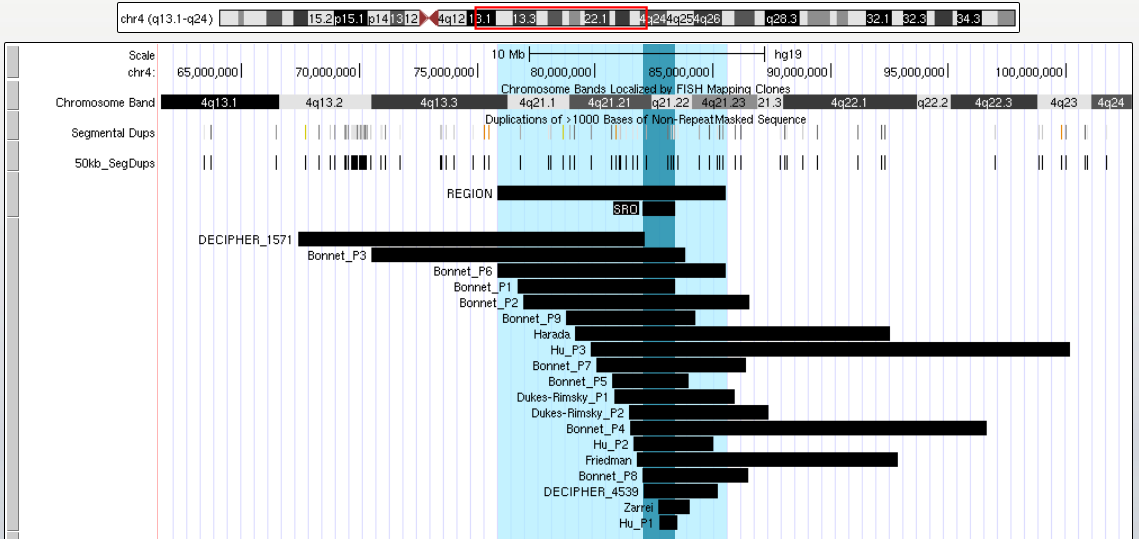 chr4 (q13.1-q24) 15.2 p15.1 p14 13 12 4q12 13.1 13.3 22.1 4q24 4q25 4q26 q28.3 32.1 32.3 34.3
Scale 10 Mb hg19
chr4: 65,000,000 70,000,000 75,000,000 80,000,000 85,000,000 90,000,000 95,000,000 100,000,000
Chromosome Bands Localized by FISH Mapping Clones
Chromosome Band 4q13.1 4q13.2 4q13.3 4q21.1 4q21.21 q21.22 4q21.23 21.3 4q22.1 q22.2 4q22.3 4q23 4q24
Duplications of >1000 Bases of Non-RepeatMasked Sequence
Segmental Dups
50kb_SegDups
REGION
SRO
DECIPHER_1571
Bonnet_P3
Bonnet_P6
Bonnet_P1
Bonnet_P2
Bonnet_P9
Harada
Hu_P3
Bonnet_P7
Bonnet_P5
Dukes-Rimsky_P1
Dukes-Rimsky_P2
Bonnet_P4
Hu_P2
Friedman
Bonnet_P8
DECIPHER_4539
Zarrei
Hu_P1